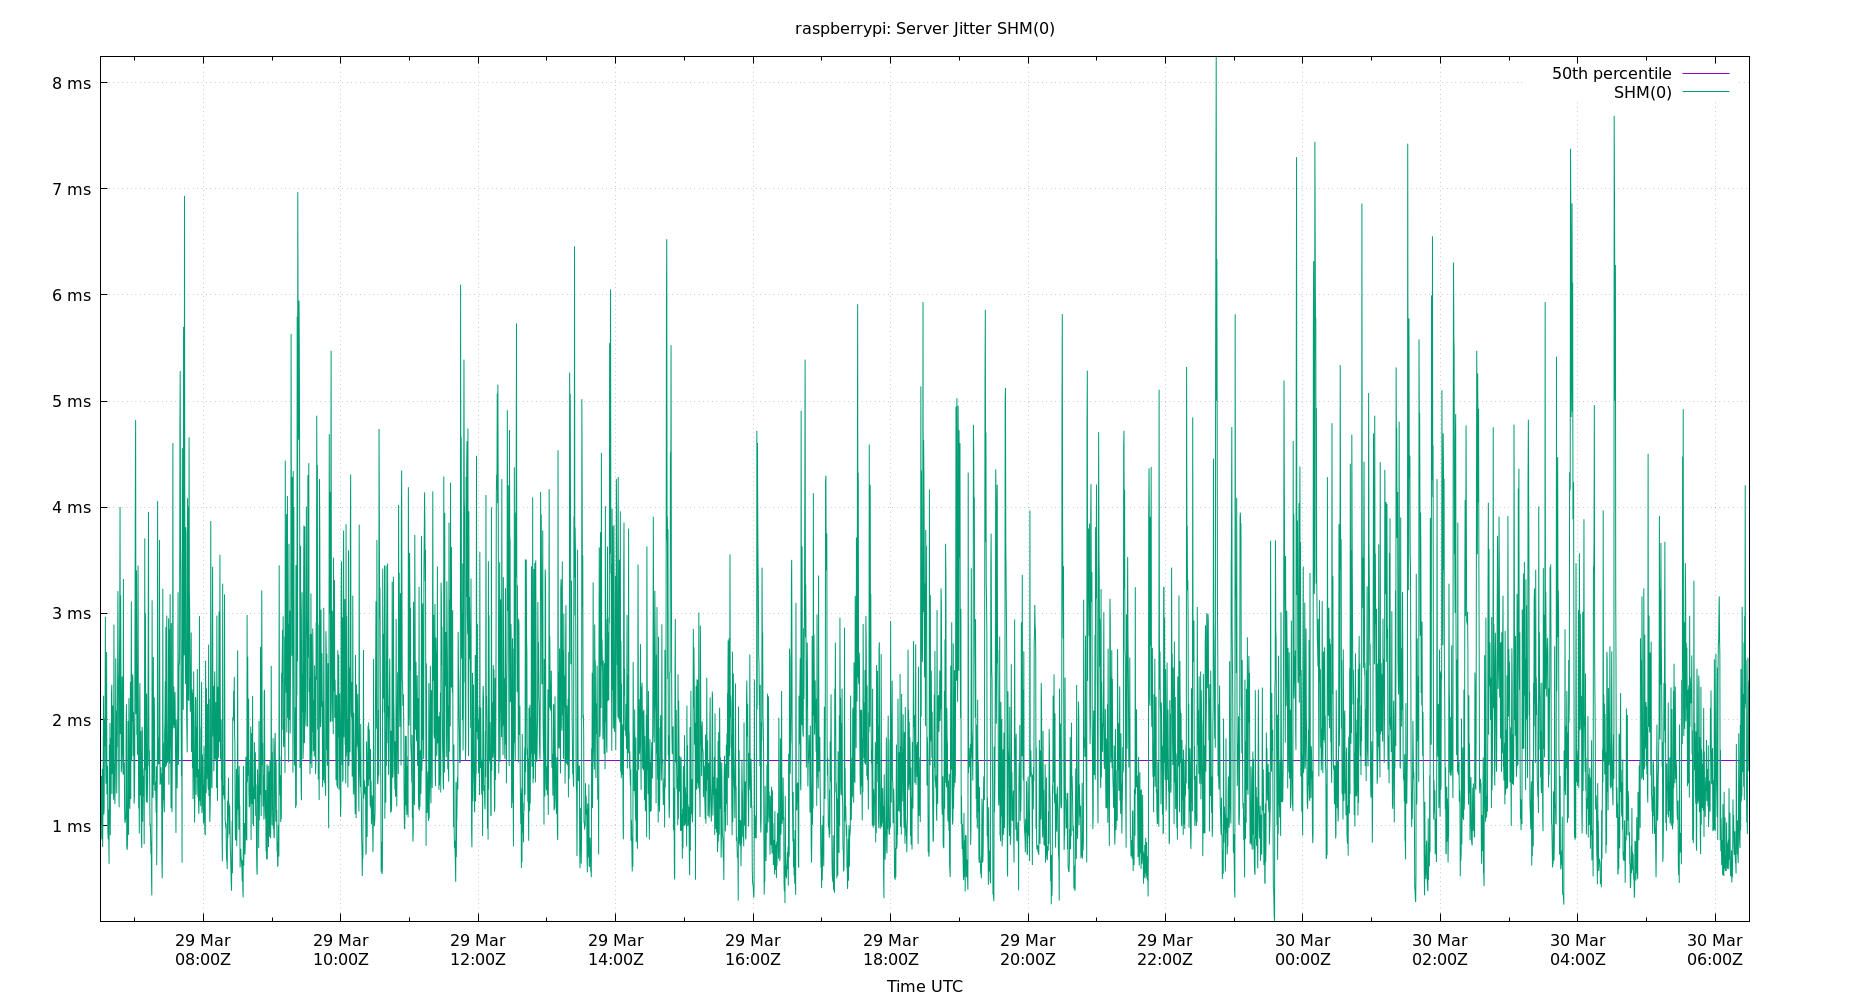 raspberrypi: Server Jitter SHM(0)
50th percentile
SHM(0)
8 ms
7 ms
6 ms
5 ms
4 ms
3 ms
2 ms
1 ms
29 Mar 29 Mar 29 Mar 29 Mar 29 Mar 29 Mar 29 Mar 29 Mar 30 Mar 30 Mar 30 Mar 30 Mar
08:00Z 10:00Z 12:00Z 14:00Z 16:00Z 18:00Z 20:00Z 22:00Z 00:00Z 02:00Z 04:00Z 06:00Z
Time UTC